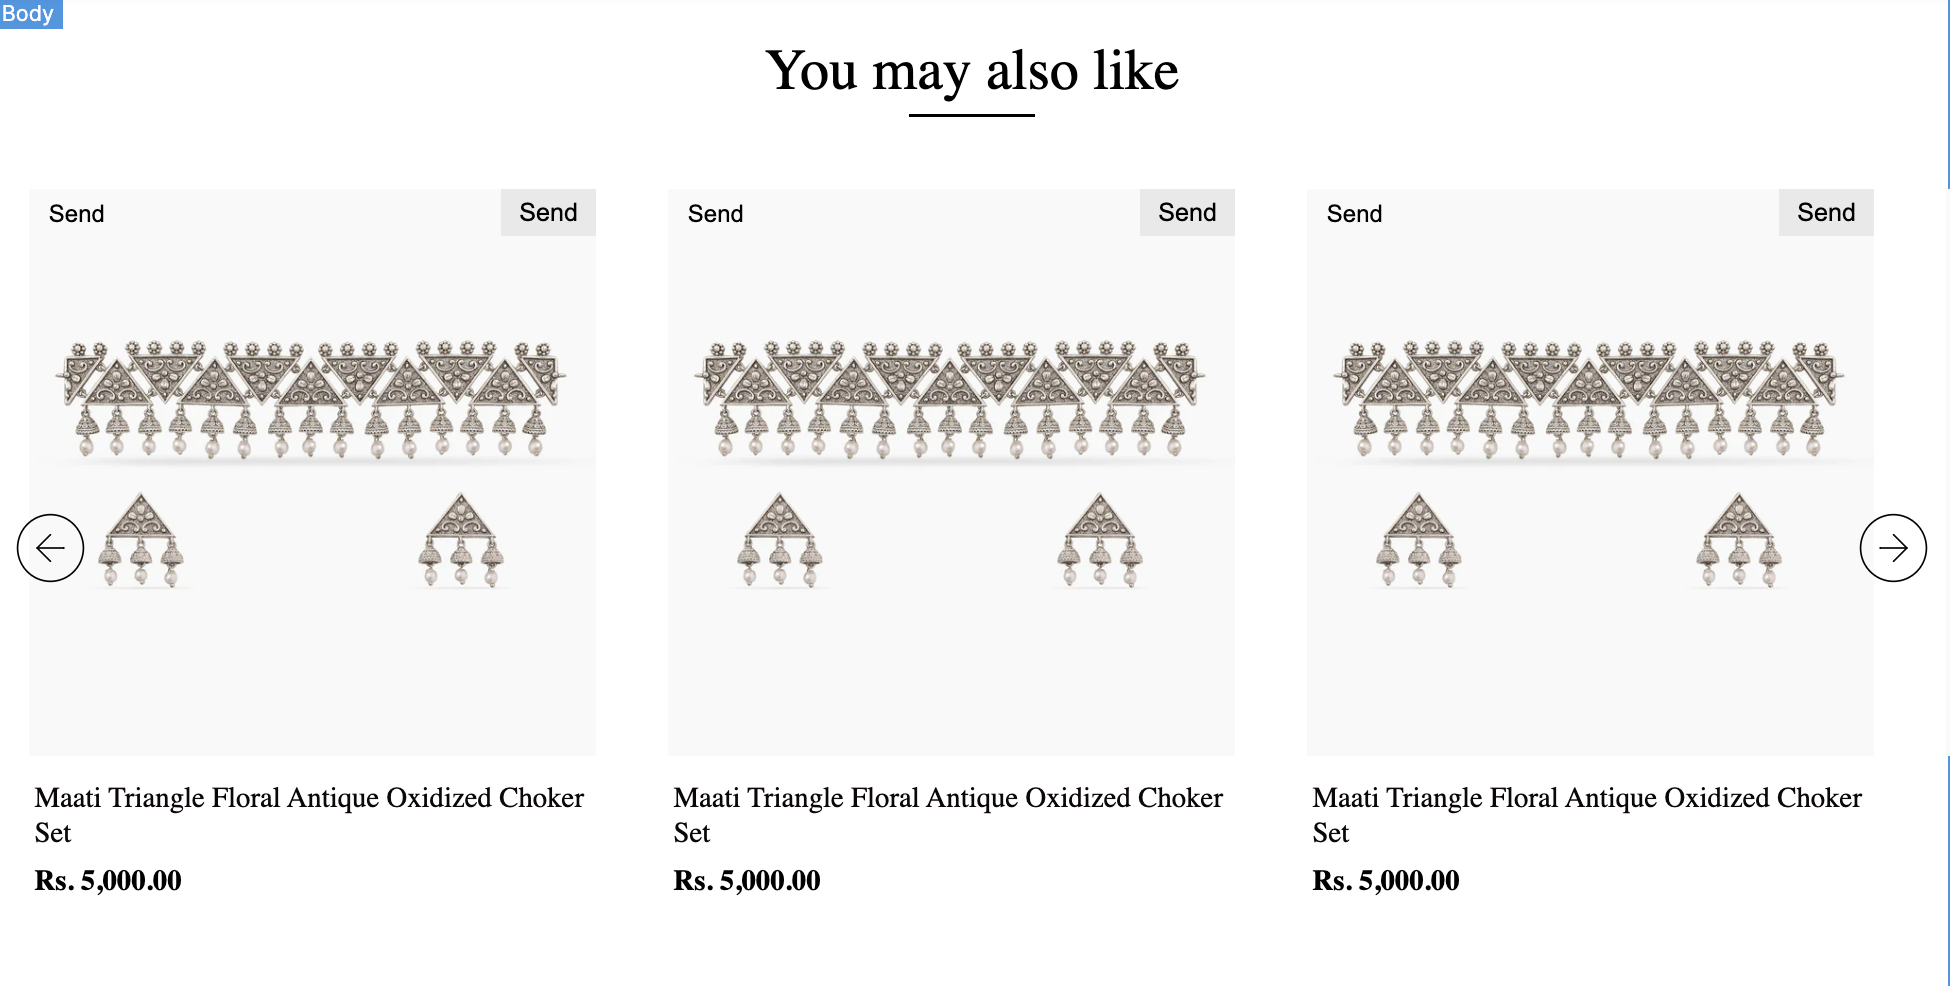 Body
You may also like
Send
Send
Send
Send
Send
Send
Maati Triangle Floral Antique Oxidized Choker
Set
Rs. 5,000.00
Maati Triangle Floral Antique Oxidized Choker
Set
Rs. 5,000.00
Maati Triangle Floral Antique Oxidized Choker
Set
Rs. 5,000.00